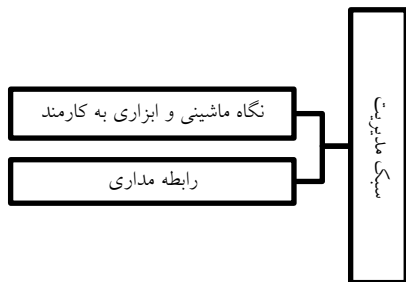 سبک مدیریت
نگاه ماشینی و ابزاری به کارمند
رابطه مداری